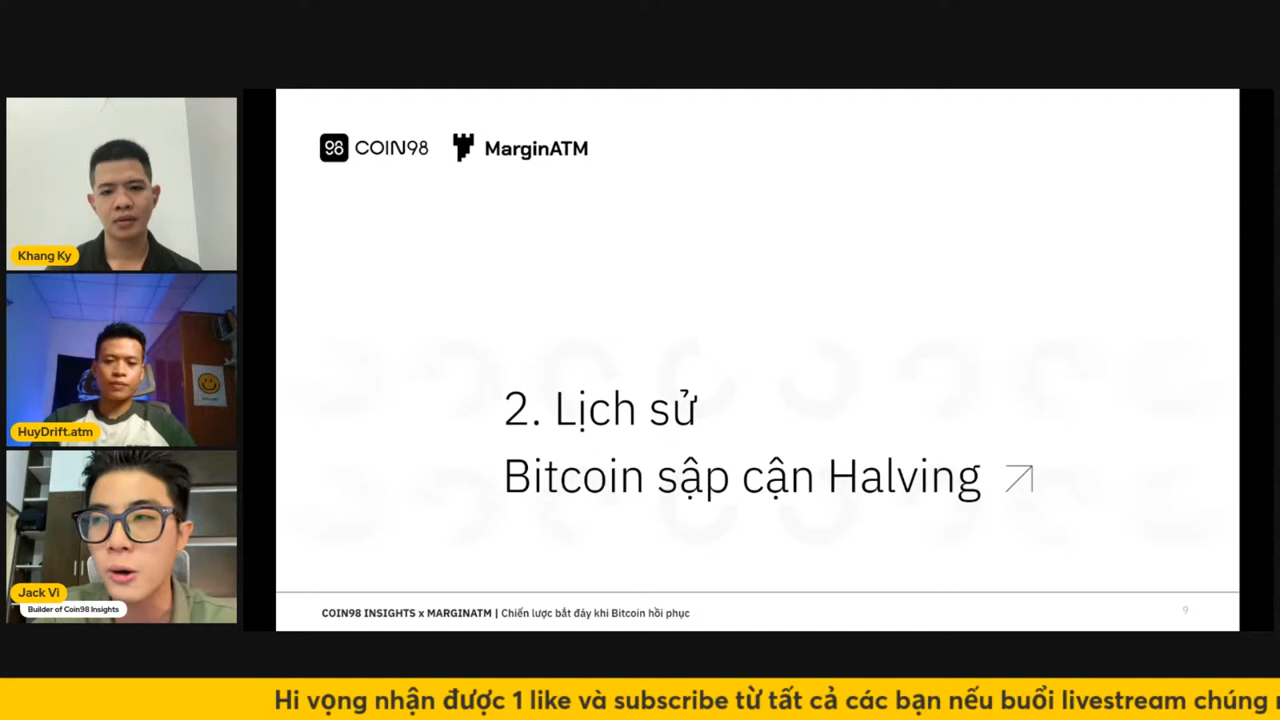 98 COIN98 MarginATM
Khang Ky
HuyDrift.atm
Jack Vi
Builder of Coin98 Insights
2. Lịch sử
Bitcoin sập cận Halving
COIN98 INSIGHTS x MARGINATM | Chiến lược bắt đáy khi Bitcoin hồi phục
9
Hi vọng nhận được 1 like và subscribe từ tất cả các bạn nếu buổi livestream chúng